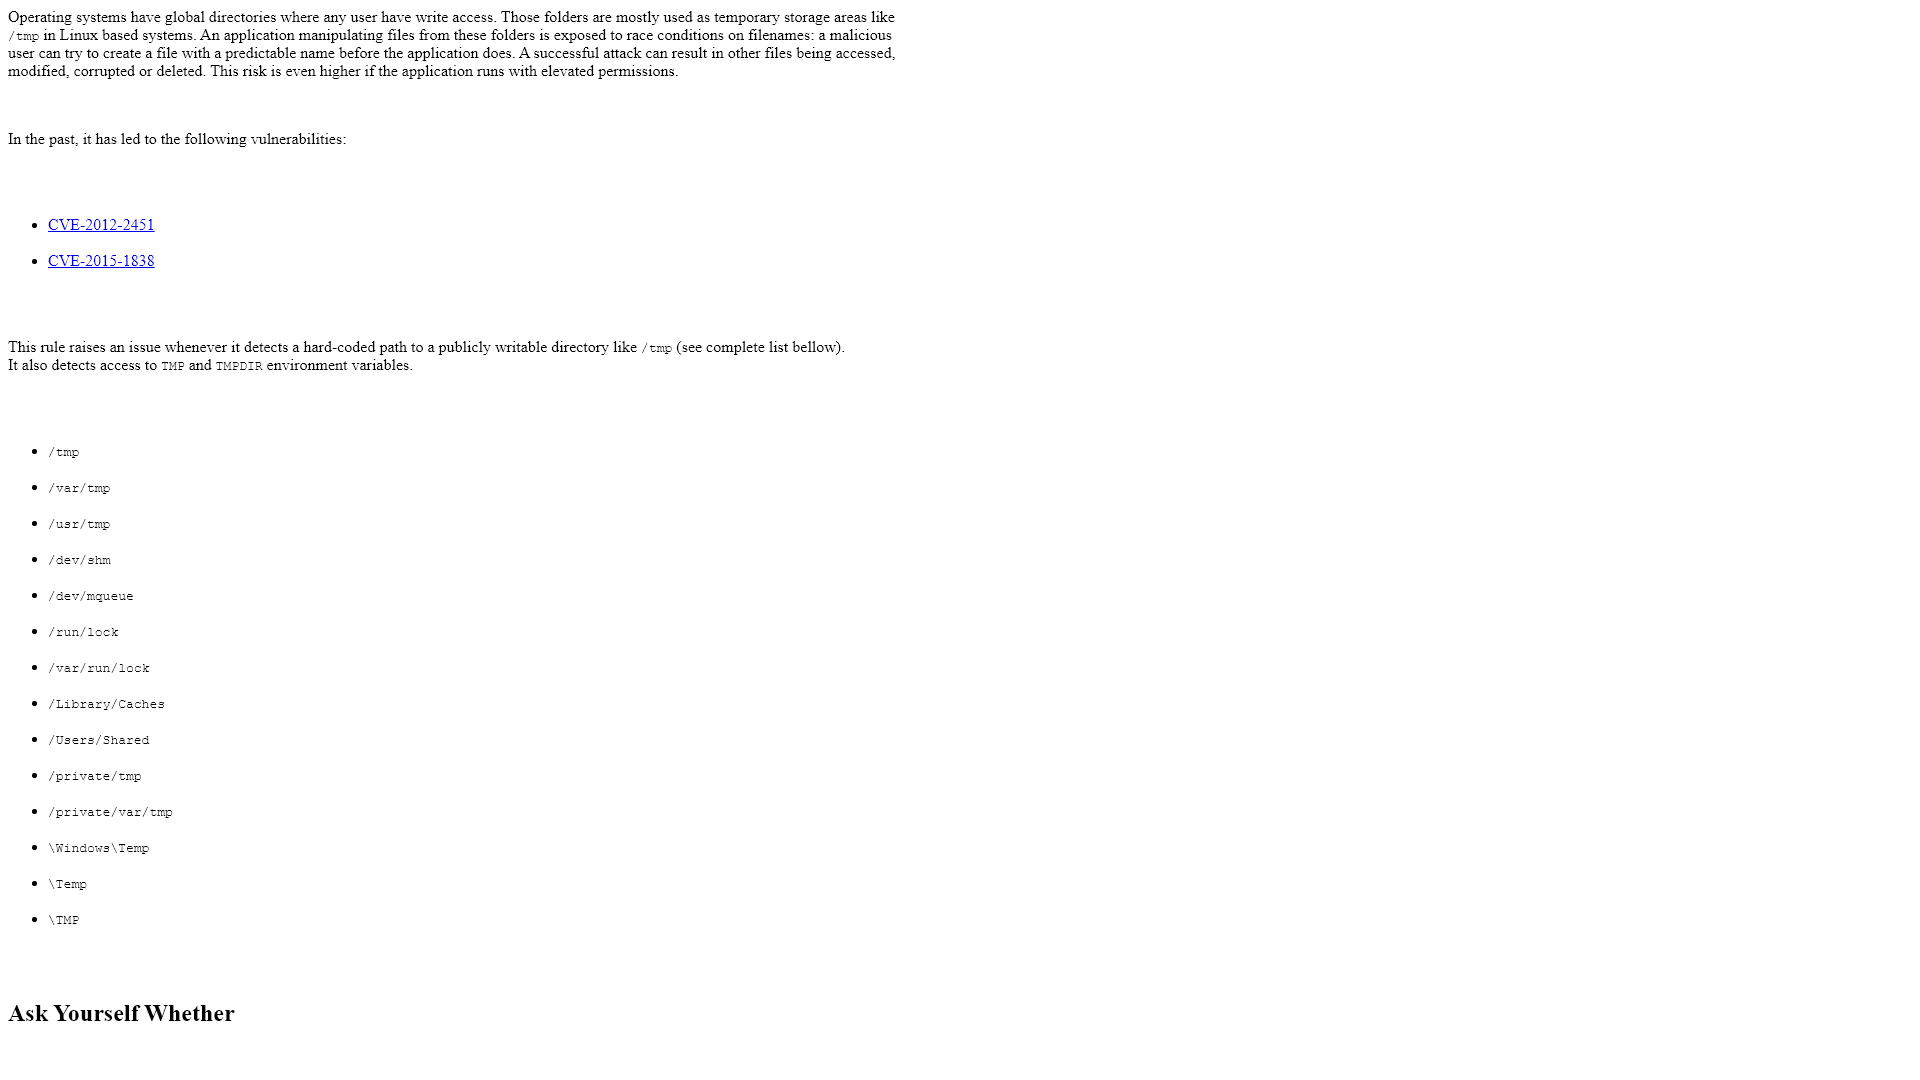 Operating systems have global directories where any user have write access. Those folders are mostly used as temporary storage areas like
/tmp in Linux based systems. An application manipulating files from these folders is exposed to race conditions on filenames: a malicious
user can try to create a file with a predictable name before the application does. A successful attack can result in other files being accessed,
modified, corrupted or deleted. This risk is even higher if the application runs with elevated permissions.
In the past, it has led to the following vulnerabilities:
• CVE-2012-2451
• CVE-2015-1838
This rule raises an issue whenever it detects a hard-coded path to a publicly writable directory like /tmp (see complete list bellow).
It also detects access to TMP and TMPDIR environment variables.
• /tmp
• /var/tmp
• /usr/tmp
• /dev/shm
• /dev/mqueue
• /run/lock
• /var/run/lock
• /Library/Caches
• /Users/Shared
• /private/tmp
• /private/var/tmp
• \Windows\Temp
• \Temp
• \TMP
Ask Yourself Whether